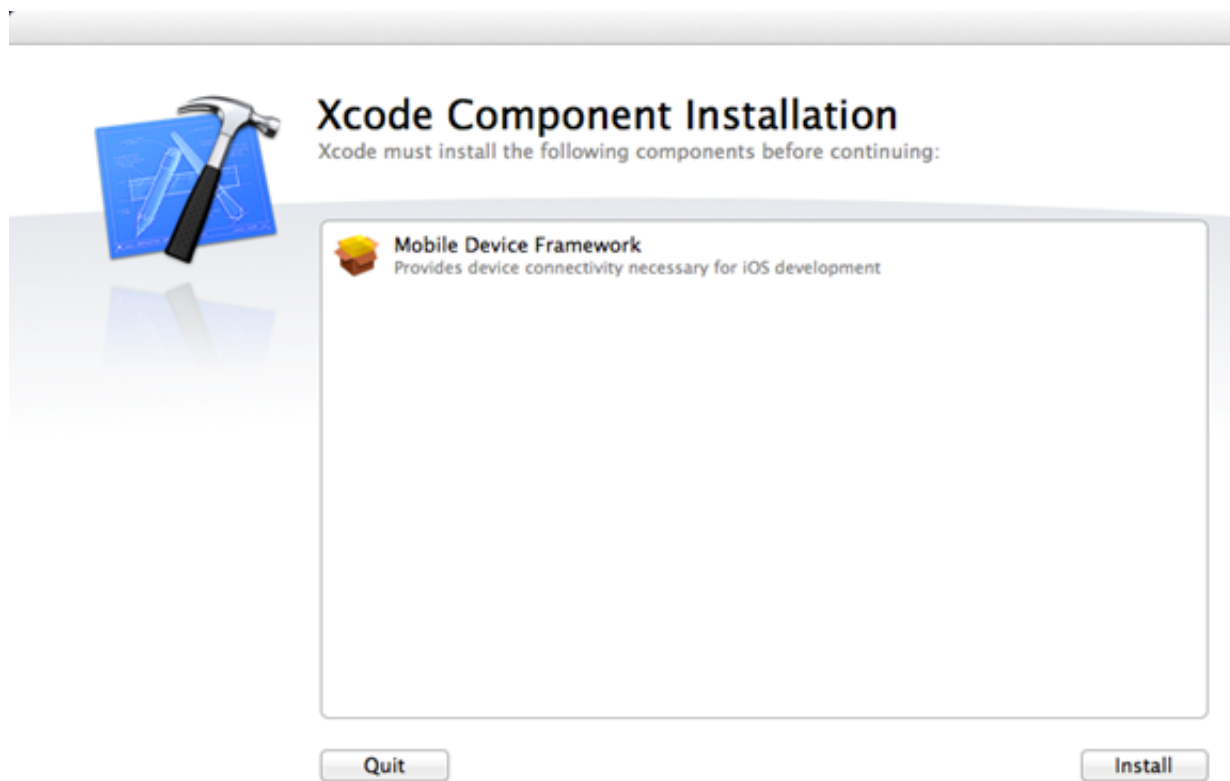 Xcode Component Installation
Xcode must install the following components before continuing:
Mobile Device Framework
Provides device connectivity necessary for iOS development
Quit
Install